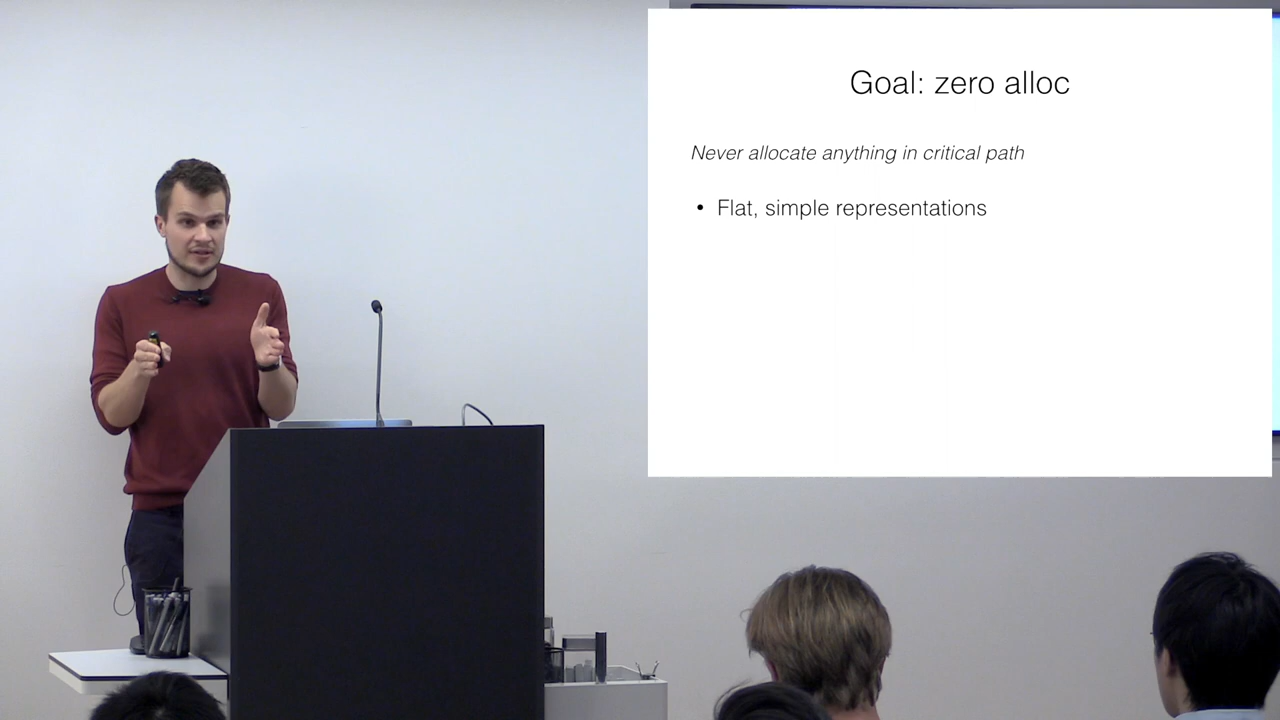 Goal: zero alloc
Never allocate anything in critical path
• Flat, simple representations